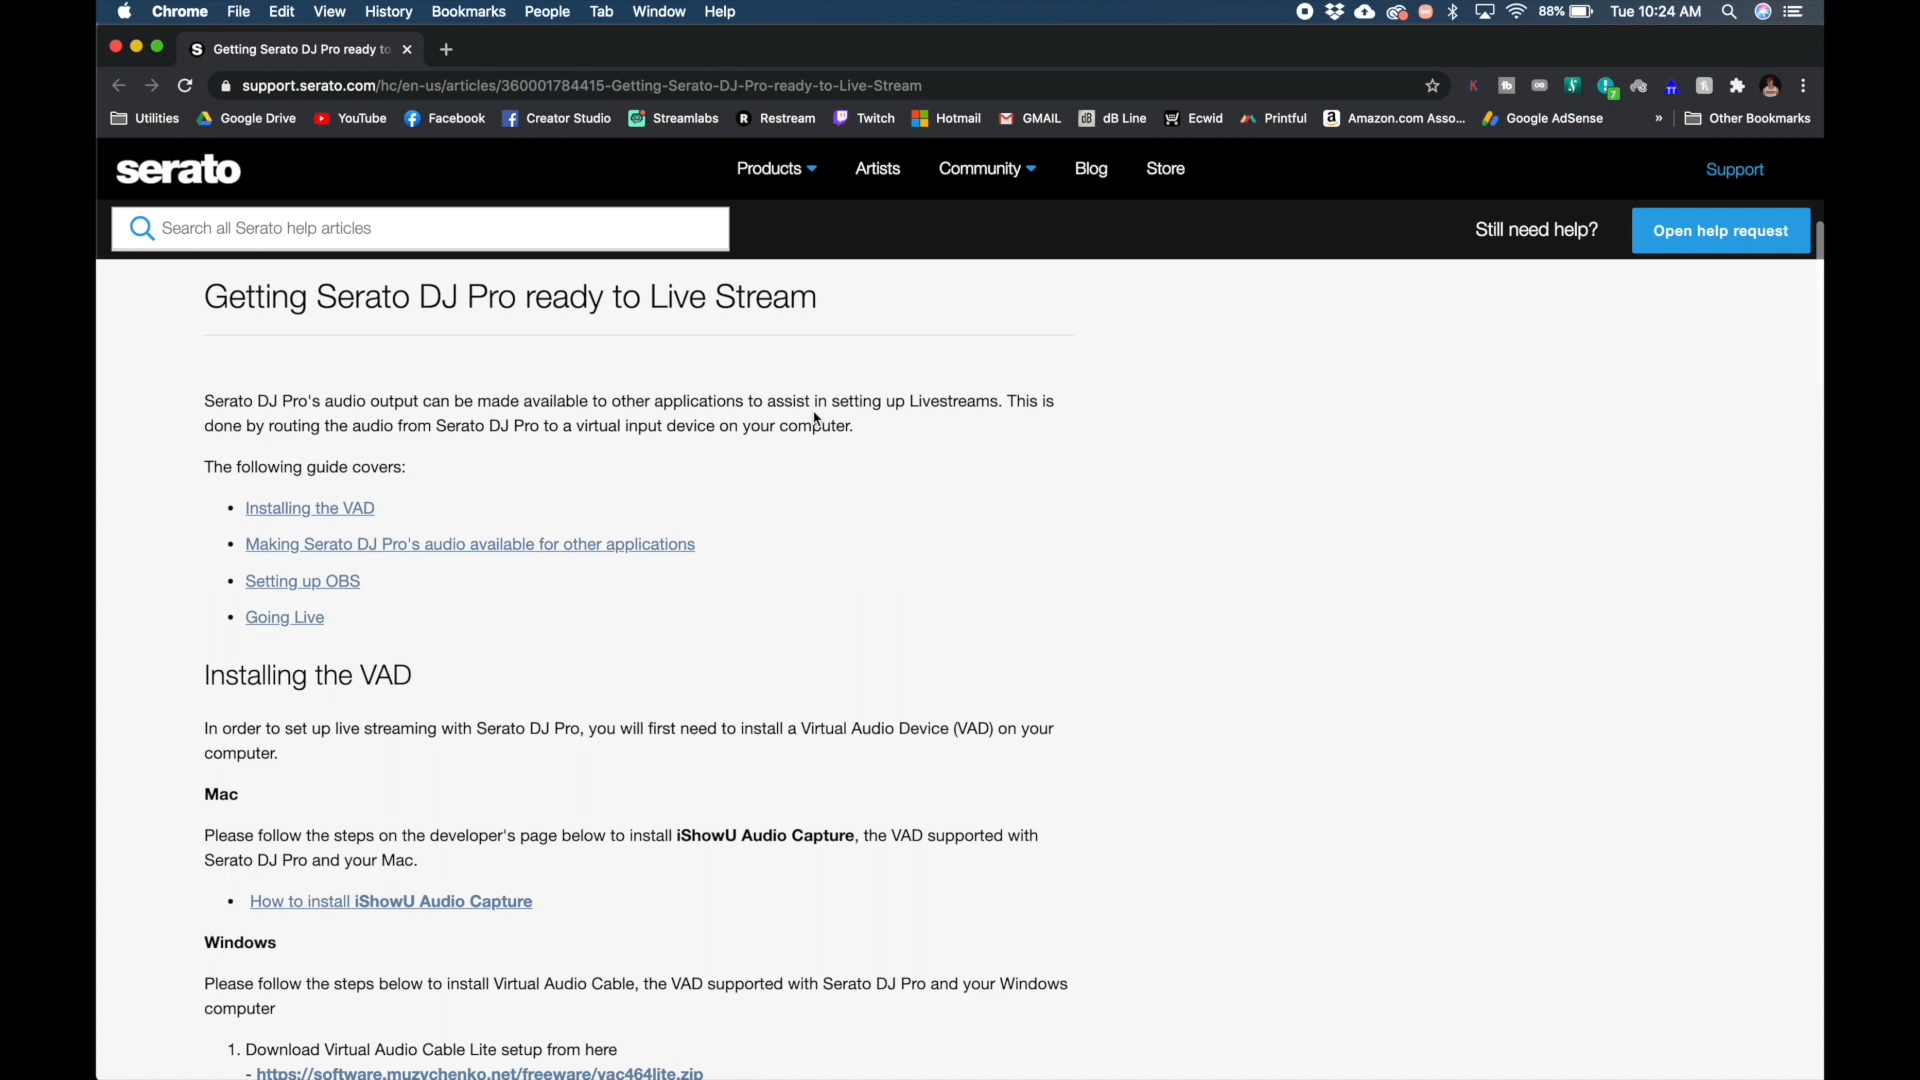 Chrome File Edit View History Bookmarks People Tab Window Help 88% Tue 10:24 AM
S Getting Serato DJ Pro ready to
support.serato.com/hc/en-us/articles/360001784415-Getting-Serato-DJ-Pro-ready-to-Live-Stream
Utilities Google Drive YouTube Facebook Creator Studio Streamlabs Restream Twitch Hotmail GMAIL dB Line Ecwid Printful Amazon.com Asso... Google AdSense » Other Bookmarks
serato Products Artists Community Blog Store Support
Search all Serato help articles Still need help? Open help request
Getting Serato DJ Pro ready to Live Stream
Serato DJ Pro's audio output can be made available to other applications to assist in setting up Livestreams. This is
done by routing the audio from Serato DJ Pro to a virtual input device on your computer.
The following guide covers:
• Installing the VAD
• Making Serato DJ Pro's audio available for other applications
• Setting up OBS
• Going Live
Installing the VAD
In order to set up live streaming with Serato DJ Pro, you will first need to install a Virtual Audio Device (VAD) on your
computer.
Mac
Please follow the steps on the developer's page below to install iShowU Audio Capture, the VAD supported with
Serato DJ Pro and your Mac.
• How to install iShowU Audio Capture
Windows
Please follow the steps below to install Virtual Audio Cable, the VAD supported with Serato DJ Pro and your Windows
computer
1. Download Virtual Audio Cable Lite setup from here
- https://software.muzychenko.net/freeware/vac464lite.zip